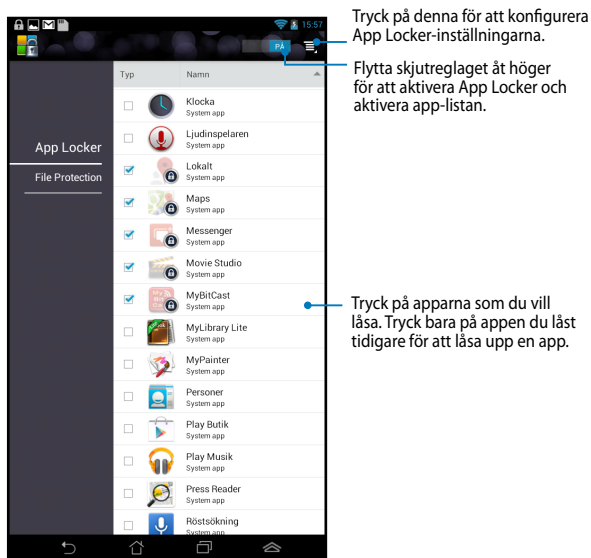 15:57
PÅ
Typ Namn
App Locker
File Protection
Klocka
System app
Ljudinspelaren
System app
Lokalt
System app
Maps
System app
Messenger
System app
Movie Studio
System app
MyBitCast
System app
MyLibrary Lite
System app
MyPainter
System app
Personer
System app
Play Butik
System app
Play Musik
System app
Press Reader
System app
Röstsökning
System app
Tryck på denna för att konfigurera
App Locker-inställningarna.
Flytta skjutreglaget åt höger
för att aktivera App Locker och
aktivera app-listan.
Tryck på apparna som du vill
låsa. Tryck bara på appen du låst
tidigare för att låsa upp en app.